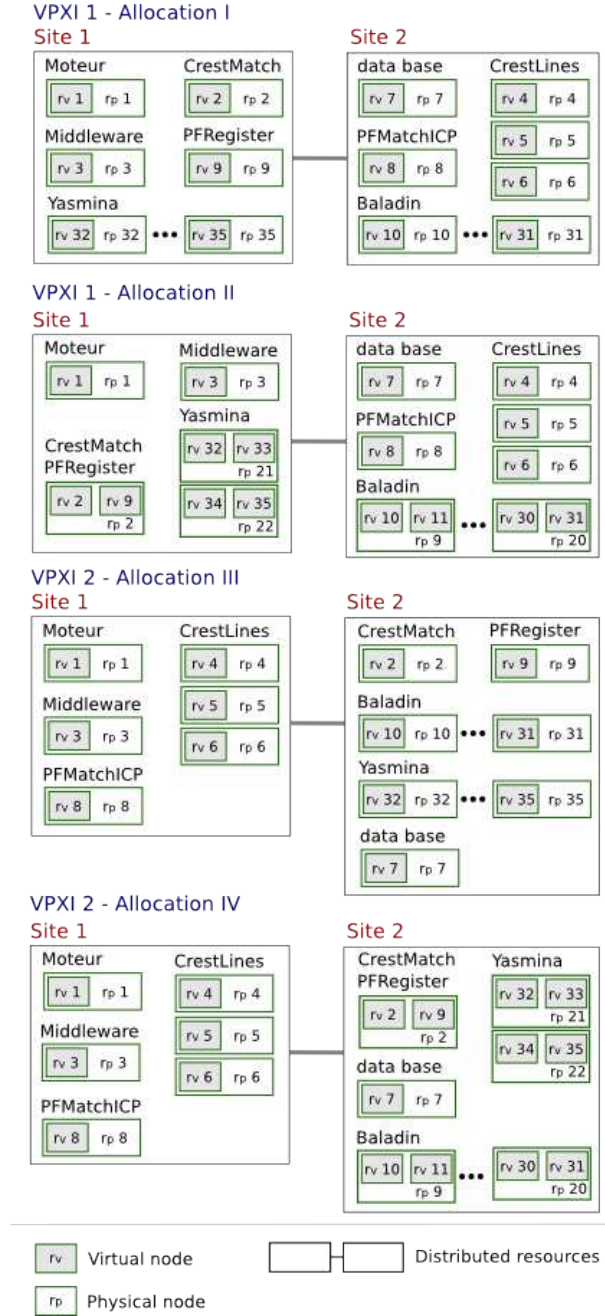 VPXI 1 - Allocation I
Site 1 Site 2
Moteur CrestMatch data base CrestLines
rv 1 rp 1 rv 2 rp 2 rv 7 rp 7 rv 4 rp 4
Middleware PFRegister PFMatchICP rv 5 rp 5
rv 3 rp 3 rv 9 rp 9 rv 8 rp 8 rv 6 rp 6
Yasmina Baladin
rv 32 rp 32 ••• rv 35 rp 35 rv 10 rp 10 ••• rv 31 rp 31
VPXI 1 - Allocation II
Site 1 Site 2
Moteur Middleware data base CrestLines
rv 1 rp 1 rv 3 rp 3 rv 7 rp 7 rv 4 rp 4
Yasmina PFMatchICP rv 5 rp 5
CrestMatch rv 32 rv 33 rv 8 rp 8 rv 6 rp 6
PFRegister rp 21 Baladin
rv 2 rv 9 rv 34 rv 35 rv 10 rv 11 ••• rv 30 rv 31
rp 2 rp 22 rp 9 rp 20
VPXI 2 - Allocation III
Site 1 Site 2
Moteur CrestLines CrestMatch PFRegister
rv 1 rp 1 rv 4 rp 4 rv 2 rp 2 rv 9 rp 9
Middleware rv 5 rp 5 Baladin
rv 3 rp 3 rv 6 rp 6 rv 10 rp 10 ••• rv 31 rp 31
PFMatchICP Yasmina
rv 8 rp 8 rv 32 rp 32 ••• rv 35 rp 35
data base
rv 7 rp 7
VPXI 2 - Allocation IV
Site 1 Site 2
Moteur CrestLines CrestMatch Yasmina
rv 1 rp 1 rv 4 rp 4 PFRegister rv 32 rv 33
rp 21
Middleware rv 5 rp 5 rv 2 rv 9 rv 34 rv 35
rp 2 rp 22
rv 3 rp 3 rv 6 rp 6 data base
rv 7 rp 7
PFMatchICP Baladin
rv 8 rp 8 rv 10 rv 11 ••• rv 30 rv 31
rp 9 rp 20
rv Virtual node Distributed resources
rp Physical node